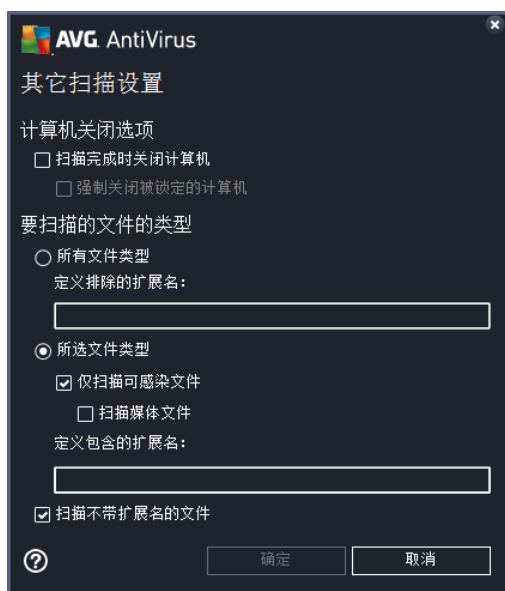 AVG. AntiVirus
其它扫描设置
计算机关闭选项
扫描完成时关闭计算机
强制关闭被锁定的计算机
要扫描的文件的类型
所有文件类型
定义排除的扩展名：
所选文件类型
仅扫描可感染文件
扫描媒体文件
定义包含的扩展名：
扫描不带扩展名的文件
?
确定 取消